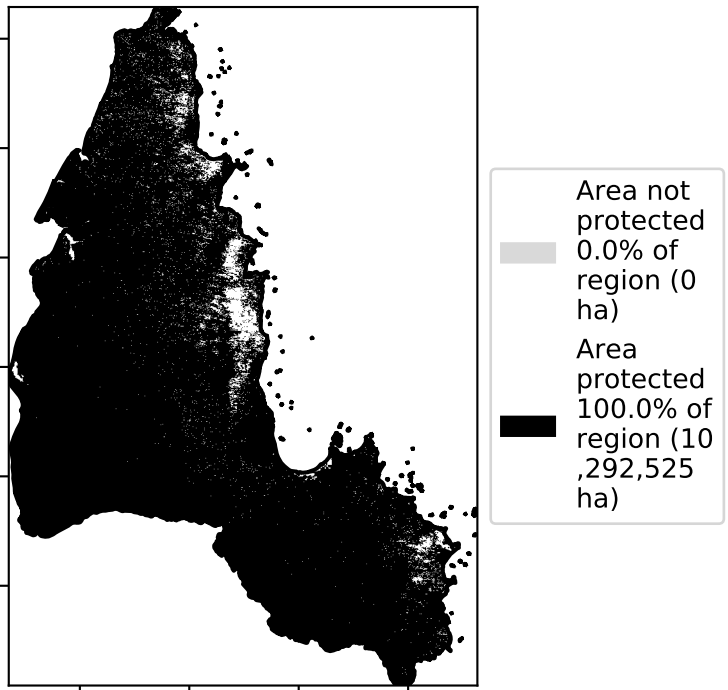 Area not
protected
0.0% of
region (0
ha)
Area
protected
100.0% of
region (10
,292,525
ha)